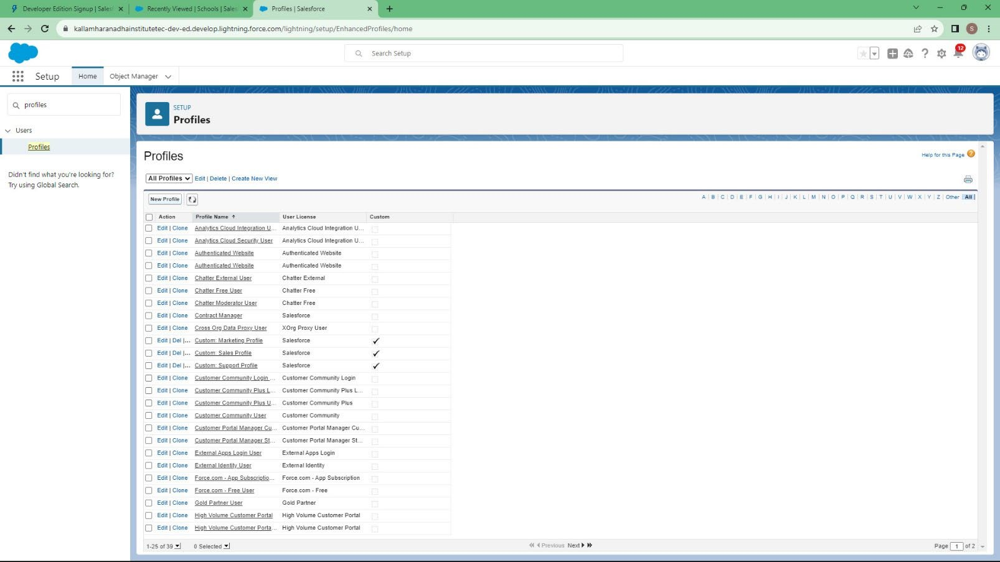 Developer Edition Signup | Sales
Recently Viewed | Schools | Sales
Profiles | Salesforce
kallamharanadhainstitutetec-dev-ed.develop.lightning.force.com/lightning/setup/EnhancedProfiles/home
S
Search Setup
12
Setup
Home
Object Manager
profiles
Users
Profiles
Didn't find what you're looking for?
Try using Global Search.
SETUP
Profiles
Profiles
Help for this Page ?
All Profiles Edit | Delete | Create New View
New Profile
A | B | C | D | E | F | G | H | I | J | K | L | M | N | O | P | Q | R | S | T | U | V | W | X | Y | Z | Other | All |
Action Profile Name ↑ User License Custom
Edit | Clone Analytics Cloud Integration U... Analytics Cloud Integration U...
Edit | Clone Analytics Cloud Security User Analytics Cloud Integration U...
Edit | Clone Authenticated Website Authenticated Website
Edit | Clone Authenticated Website Authenticated Website
Edit | Clone Chatter External User Chatter External
Edit | Clone Chatter Free User Chatter Free
Edit | Clone Chatter Moderator User Chatter Free
Edit | Clone Contract Manager Salesforce
Edit | Clone Cross Org Data Proxy User XOrg Proxy User
Edit | Del |... Custom: Marketing Profile Salesforce ✓
Edit | Del |... Custom: Sales Profile Salesforce ✓
Edit | Del |... Custom: Support Profile Salesforce ✓
Edit | Clone Customer Community Login ... Customer Community Login
Edit | Clone Customer Community Plus L... Customer Community Plus L...
Edit | Clone Customer Community Plus U... Customer Community Plus
Edit | Clone Customer Community User Customer Community
Edit | Clone Customer Portal Manager Cu... Customer Portal Manager Cu...
Edit | Clone Customer Portal Manager St... Customer Portal Manager St...
Edit | Clone External Apps Login User External Apps Login
Edit | Clone External Identity User External Identity
Edit | Clone Force.com - App Subscriptio... Force.com - App Subscription
Edit | Clone Force.com - Free User Force.com - Free
Edit | Clone Gold Partner User Gold Partner
Edit | Clone High Volume Customer Portal High Volume Customer Portal
Edit | Clone High Volume Customer Porta... High Volume Customer Portal
1-25 of 39 0 Selected Previous Next Page 1 of 2